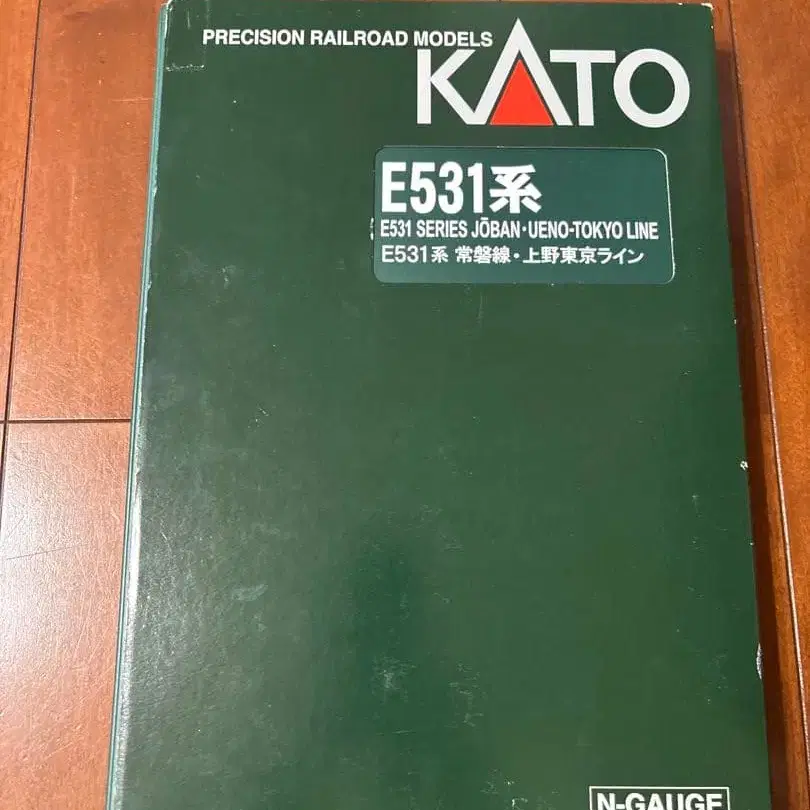 PRECISION RAILROAD MODELS
KATO
E531系
E531 SERIES JŌBAN・UENO-TOKYO LINE
E531系 常磐線・上野東京ライン
N-GAUGE